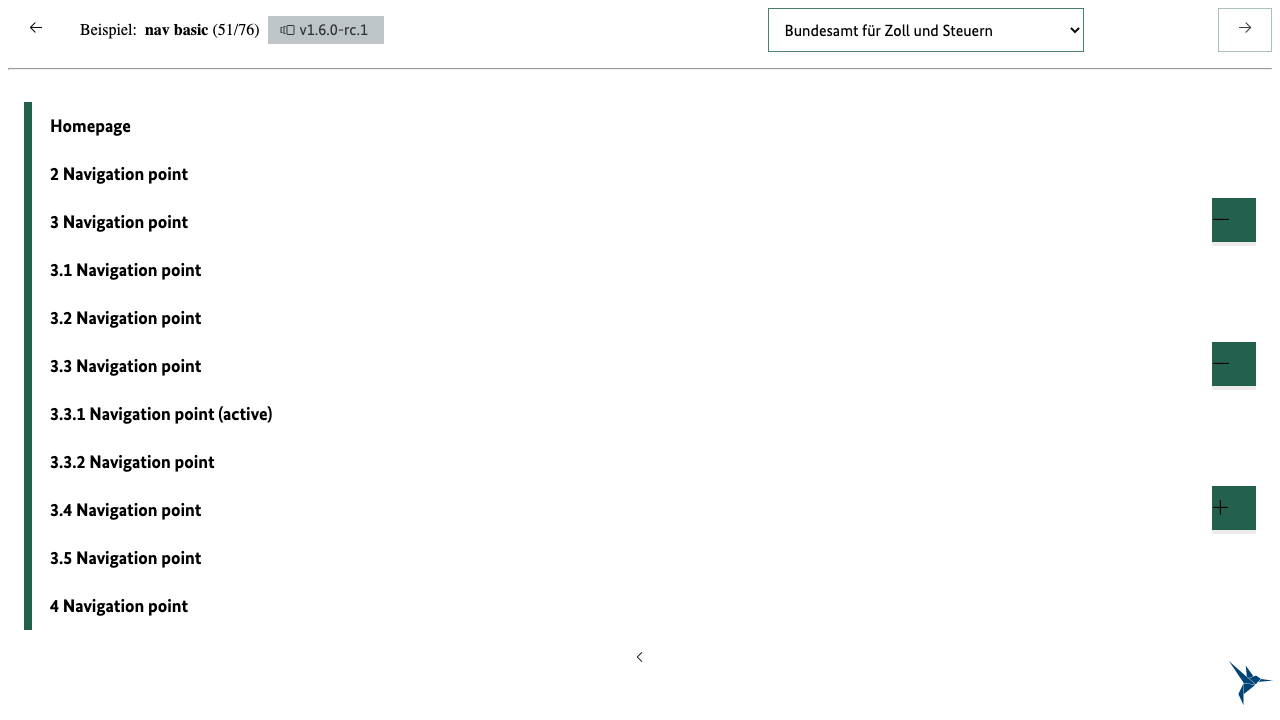 Beispiel: nav basic (51/76) v1.6.0-rc.1 Bundesamt für Zoll und Steuern
Homepage
2 Navigation point
3 Navigation point
3.1 Navigation point
3.2 Navigation point
3.3 Navigation point
3.3.1 Navigation point (active)
3.3.2 Navigation point
3.4 Navigation point
3.5 Navigation point
4 Navigation point